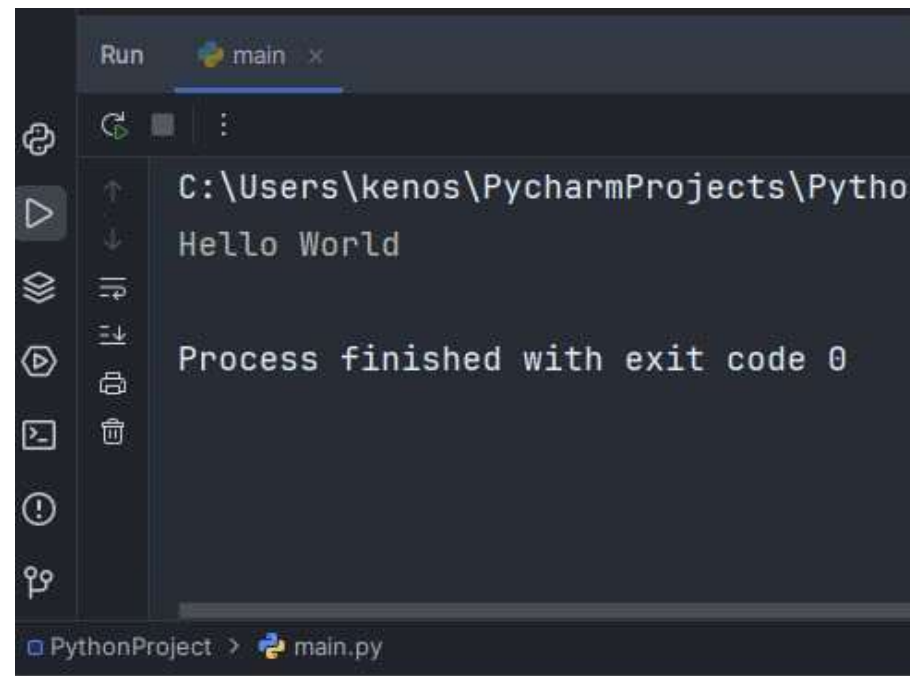 Run main
C:\Users\kenos\PycharmProjects\Pytho
Hello World
Process finished with exit code 0
PythonProject > main.py